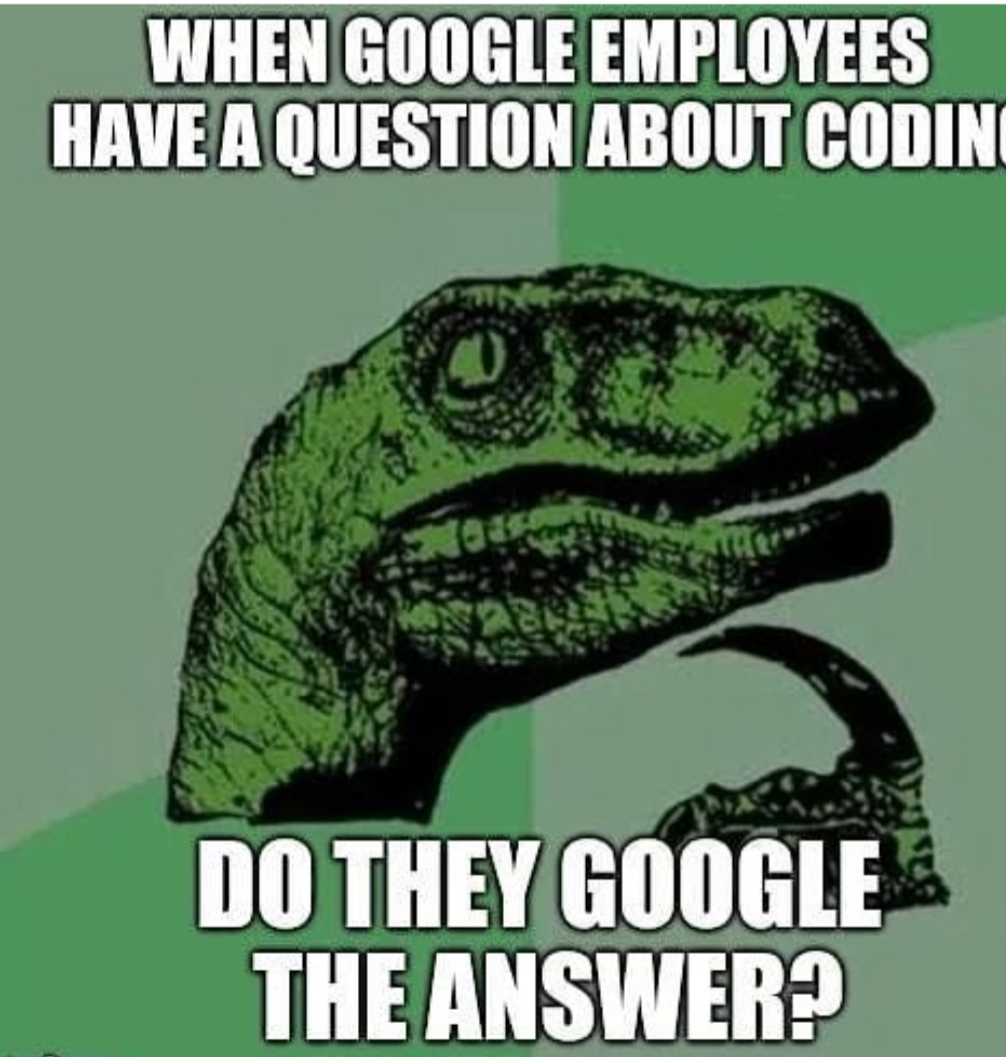 WHEN GOOGLE EMPLOYEES
HAVE A QUESTION ABOUT CODIN
DO THEY GOOGLE
THE ANSWER?